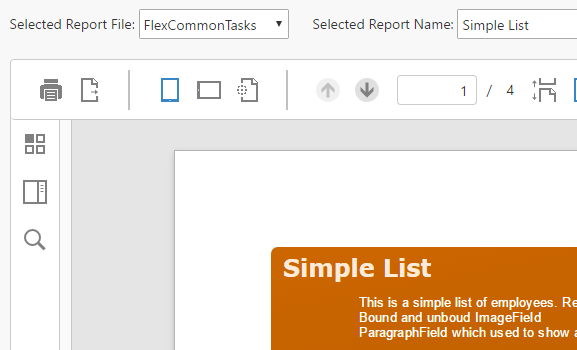 Selected Report File: FlexCommonTasks Selected Report Name: Simple List
1 / 4
Simple List
This is a simple list of employees. Re
Bound and unboud ImageField
ParagraphField which used to show a